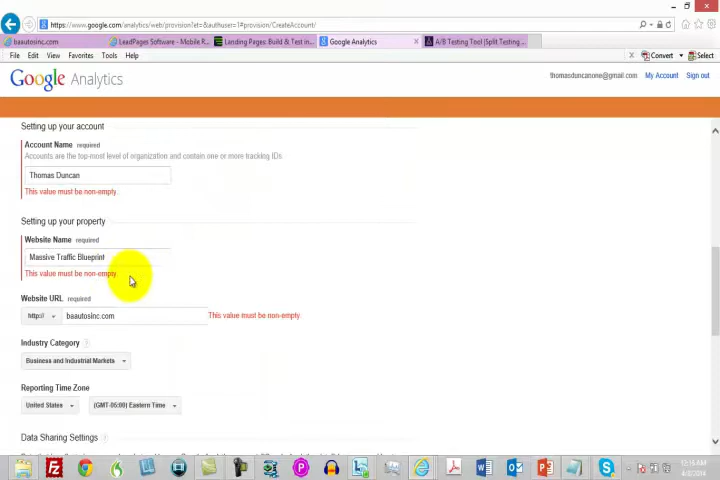 https://www.google.com/analytics/web/provision?et=&authuser=1#provision/CreateAccount/
baautosinc.com
LeadPages Software - Mobile R...
Landing Pages: Build & Test in...
Google Analytics
A/B Testing Tool (Split Testing ...
File Edit View Favorites Tools Help
Convert Select
Google Analytics
thomasduncanone@gmail.com My Account Sign out
Setting up your account
Account Name required
Accounts are the top-most level of organization and contain one or more tracking IDs.
Thomas Duncan
This value must be non-empty.
Setting up your property
Website Name required
Massive Traffic Blueprint
This value must be non-empty.
Website URL required
http:// baautosinc.com This value must be non-empty.
Industry Category ?
Business and Industrial Markets
Reporting Time Zone
United States (GMT-05:00) Eastern Time
Data Sharing Settings ?